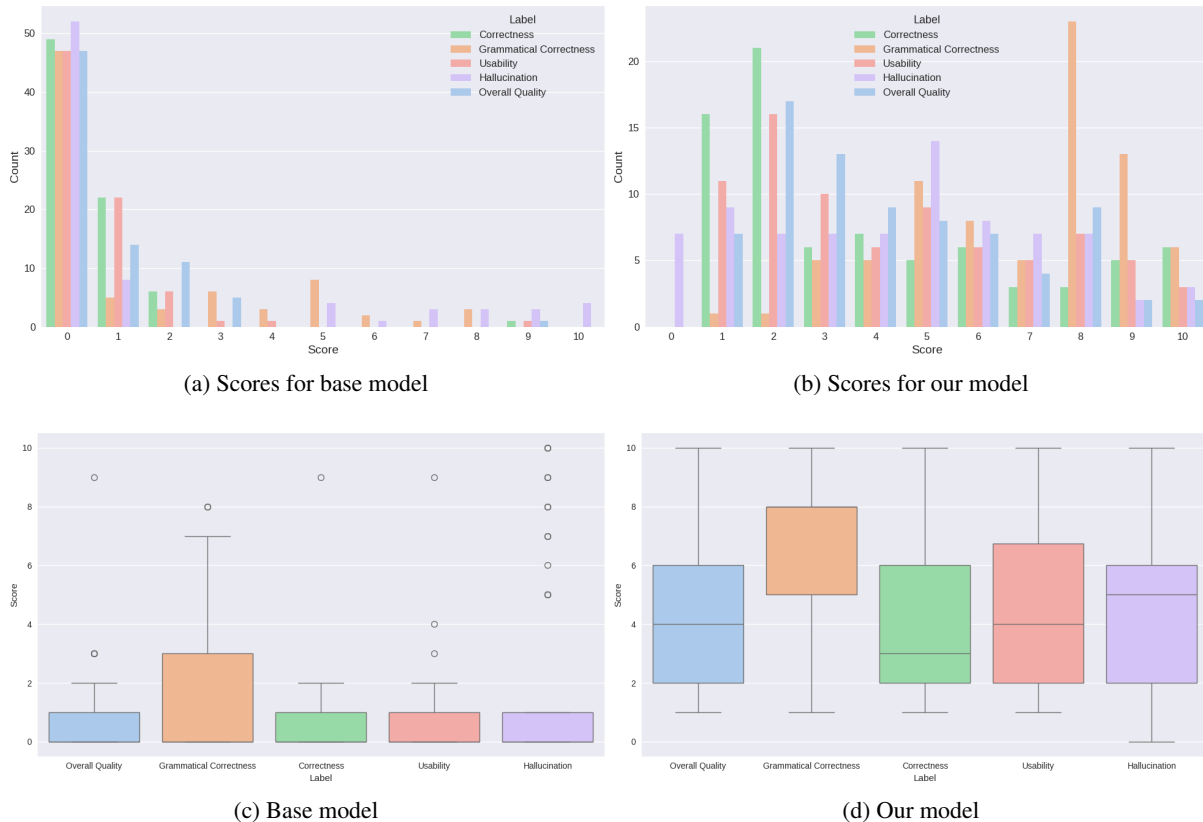 50
40
30
20
10
0
Count
Label
Correctness
Grammatical Correctness
Usability
Hallucination
Overall Quality
0 1 2 3 4 5 6 7 8 9 10
Score
(a) Scores for base model
20
15
10
5
0
Count
Label
Correctness
Grammatical Correctness
Usability
Hallucination
Overall Quality
0 1 2 3 4 5 6 7 8 9 10
Score
(b) Scores for our model
10
8
6
4
2
0
Score
Overall Quality Grammatical Correctness Correctness Usability Hallucination
Label
(c) Base model
10
8
6
4
2
0
Score
Overall Quality Grammatical Correctness Correctness Usability Hallucination
Label
(d) Our model